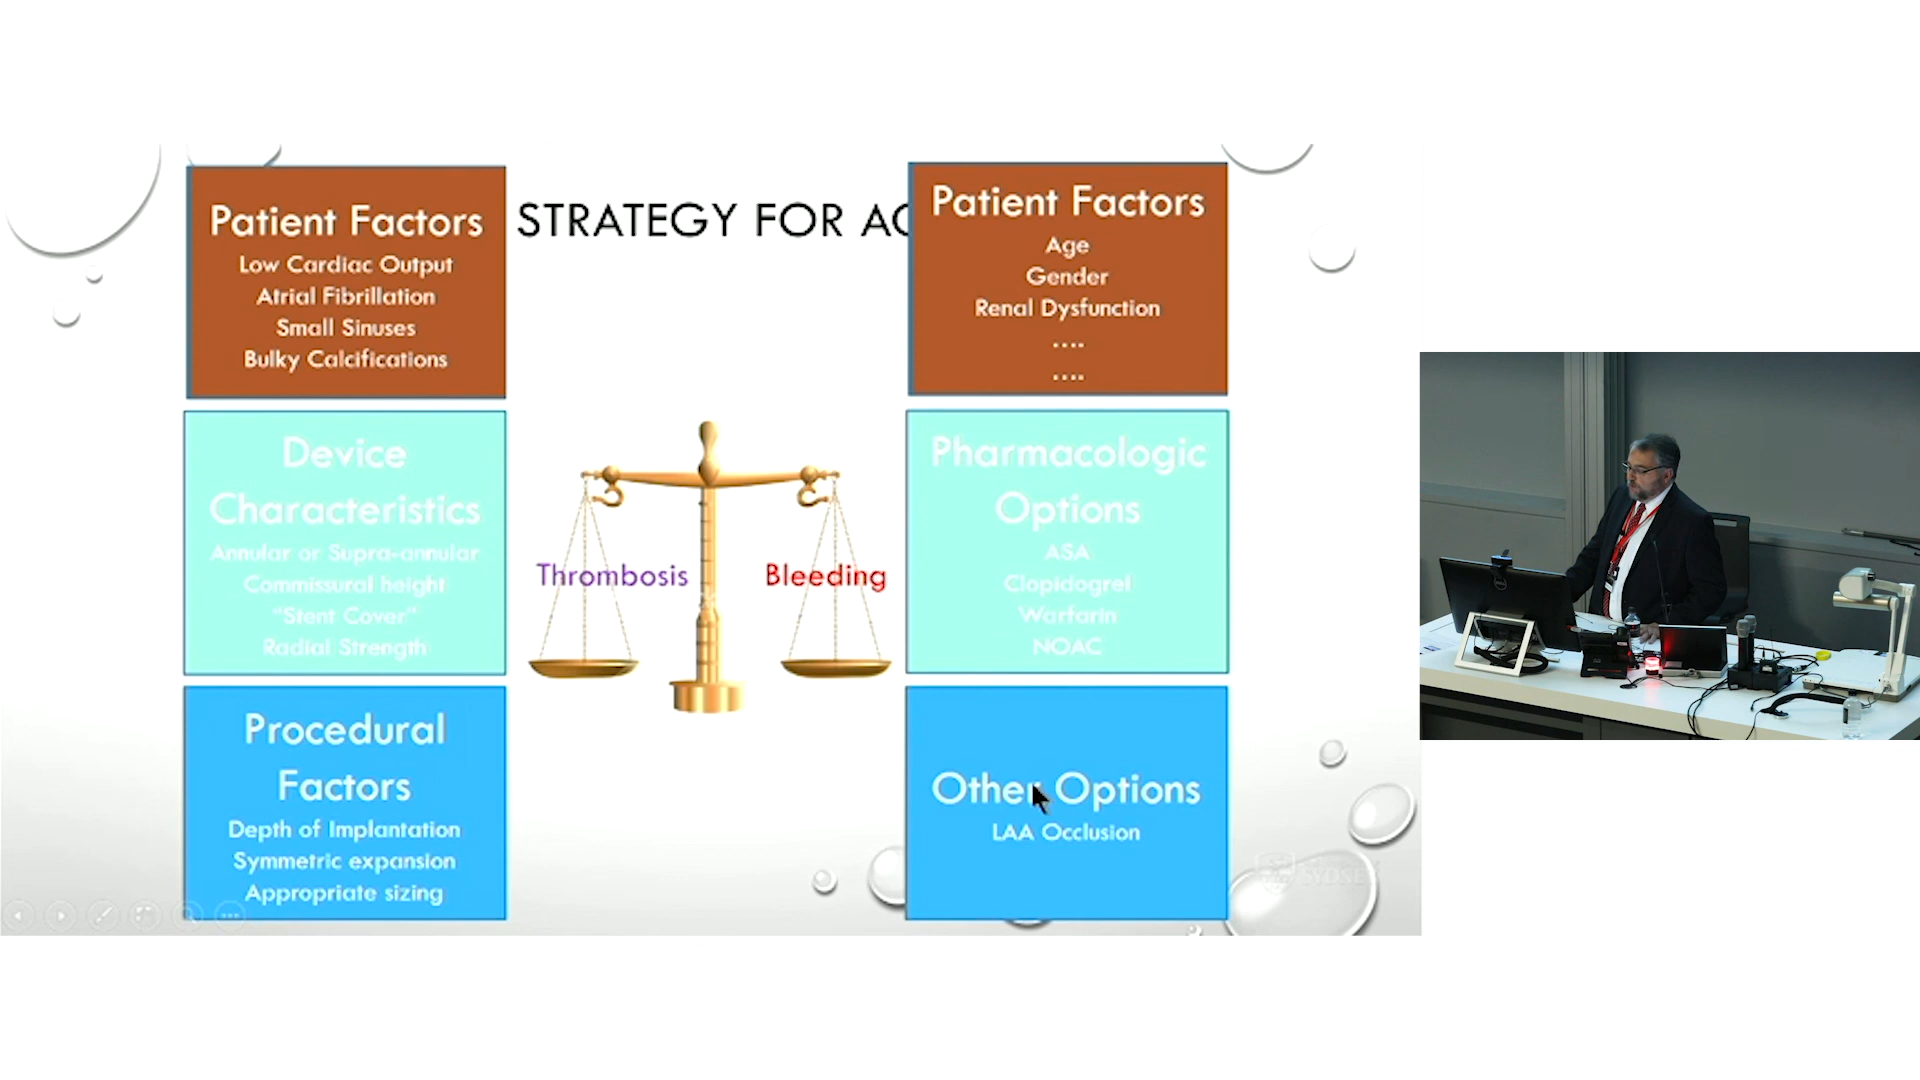 Patient Factors
Low Cardiac Output
Atrial Fibrillation
Small Sinuses
Bulky Calcifications
STRATEGY FOR AC
Patient Factors
Age
Gender
Renal Dysfunction
....
....
Device
Characteristics
Annular or Supra-annular
Commissural height
"Stent Cover"
Radial Strength
Thrombosis
Bleeding
Pharmacologic
Options
ASA
Clopidogrel
Warfarin
NOAC
Procedural
Factors
Depth of Implantation
Symmetric expansion
Appropriate sizing
Other Options
LAA Occlusion